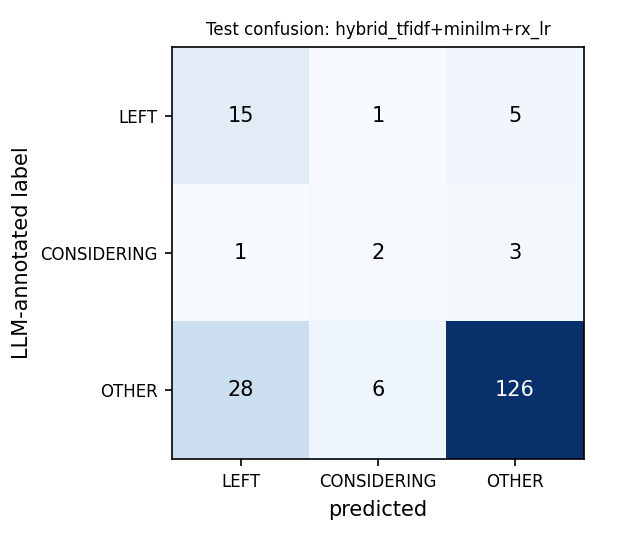 Test confusion: hybrid_tfidf+minilm+rx_lr
LLM-annotated label
LEFT 15 1 5
CONSIDERING 1 2 3
OTHER 28 6 126
LEFT CONSIDERING OTHER
predicted